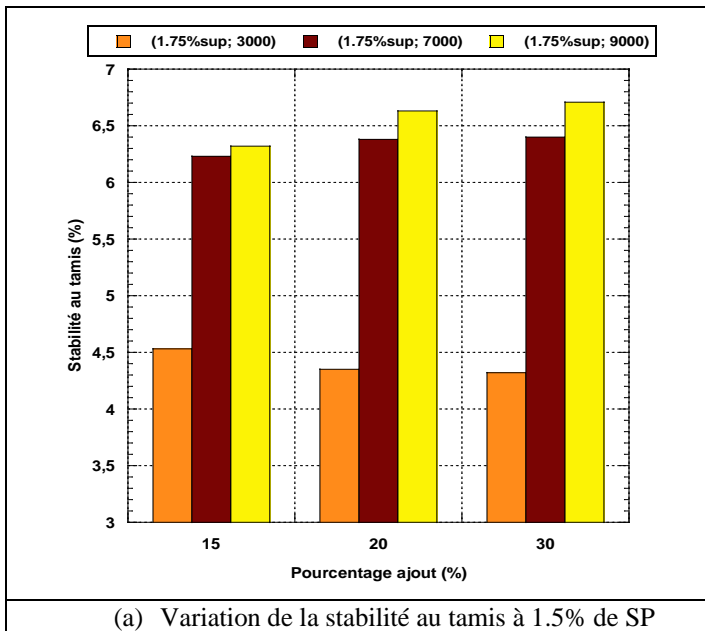 (1.75%sup; 3000) (1.75%sup; 7000) (1.75%sup; 9000)
7
6,5
6
5,5
5
4,5
4
3,5
3
Stabilité au tamis (%)
15 20 30
Pourcentage ajout (%)
(a) Variation de la stabilité au tamis à 1.5% de SP